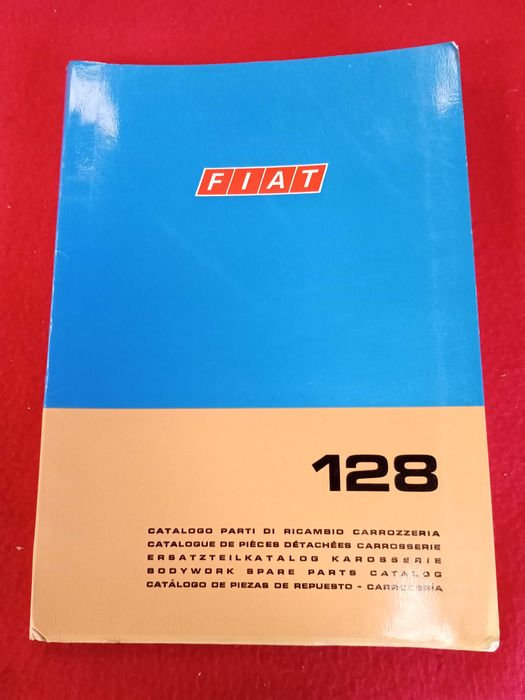 FIAT
128
CATALOGO PARTI DI RICAMBIO CARROZZERIA
CATALOGUE DE PIÈCES DÉTACHÉES CARROSSERIE
ERSATZTEILKATALOG KAROSSERIE
BODYWORK SPARE PARTS CATALOG
CATÁLOGO DE PIEZAS DE REPUESTO - CARROCERÍA